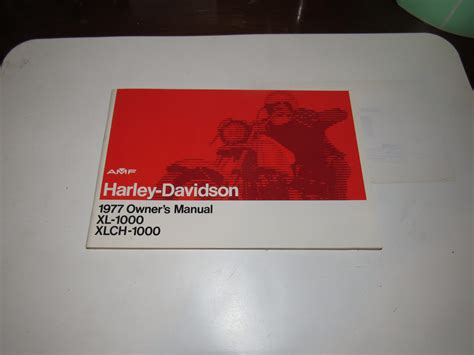 AMF
Harley-Davidson
1977 Owner's Manual
XL-1000
XLCH-1000